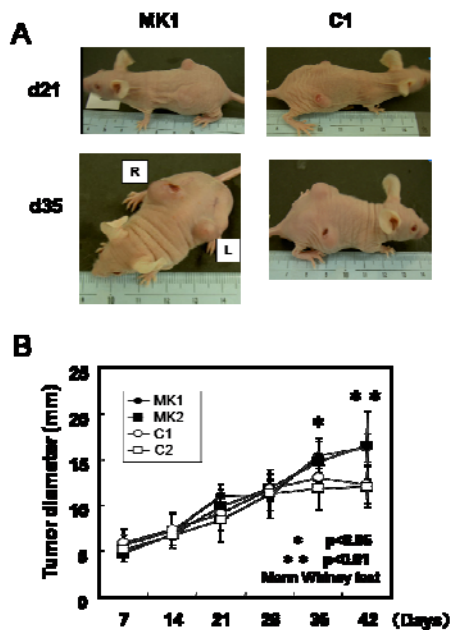 MK1 C1
A
d21
d35
R
L
B
Tumor diameter (mm)
25
20
15
10
5
0
MK1
MK2
C1
C2
*
* *
* p<0.05
* * p<0.01
Mann Witney test
7 14 21 28 35 42 (Days)